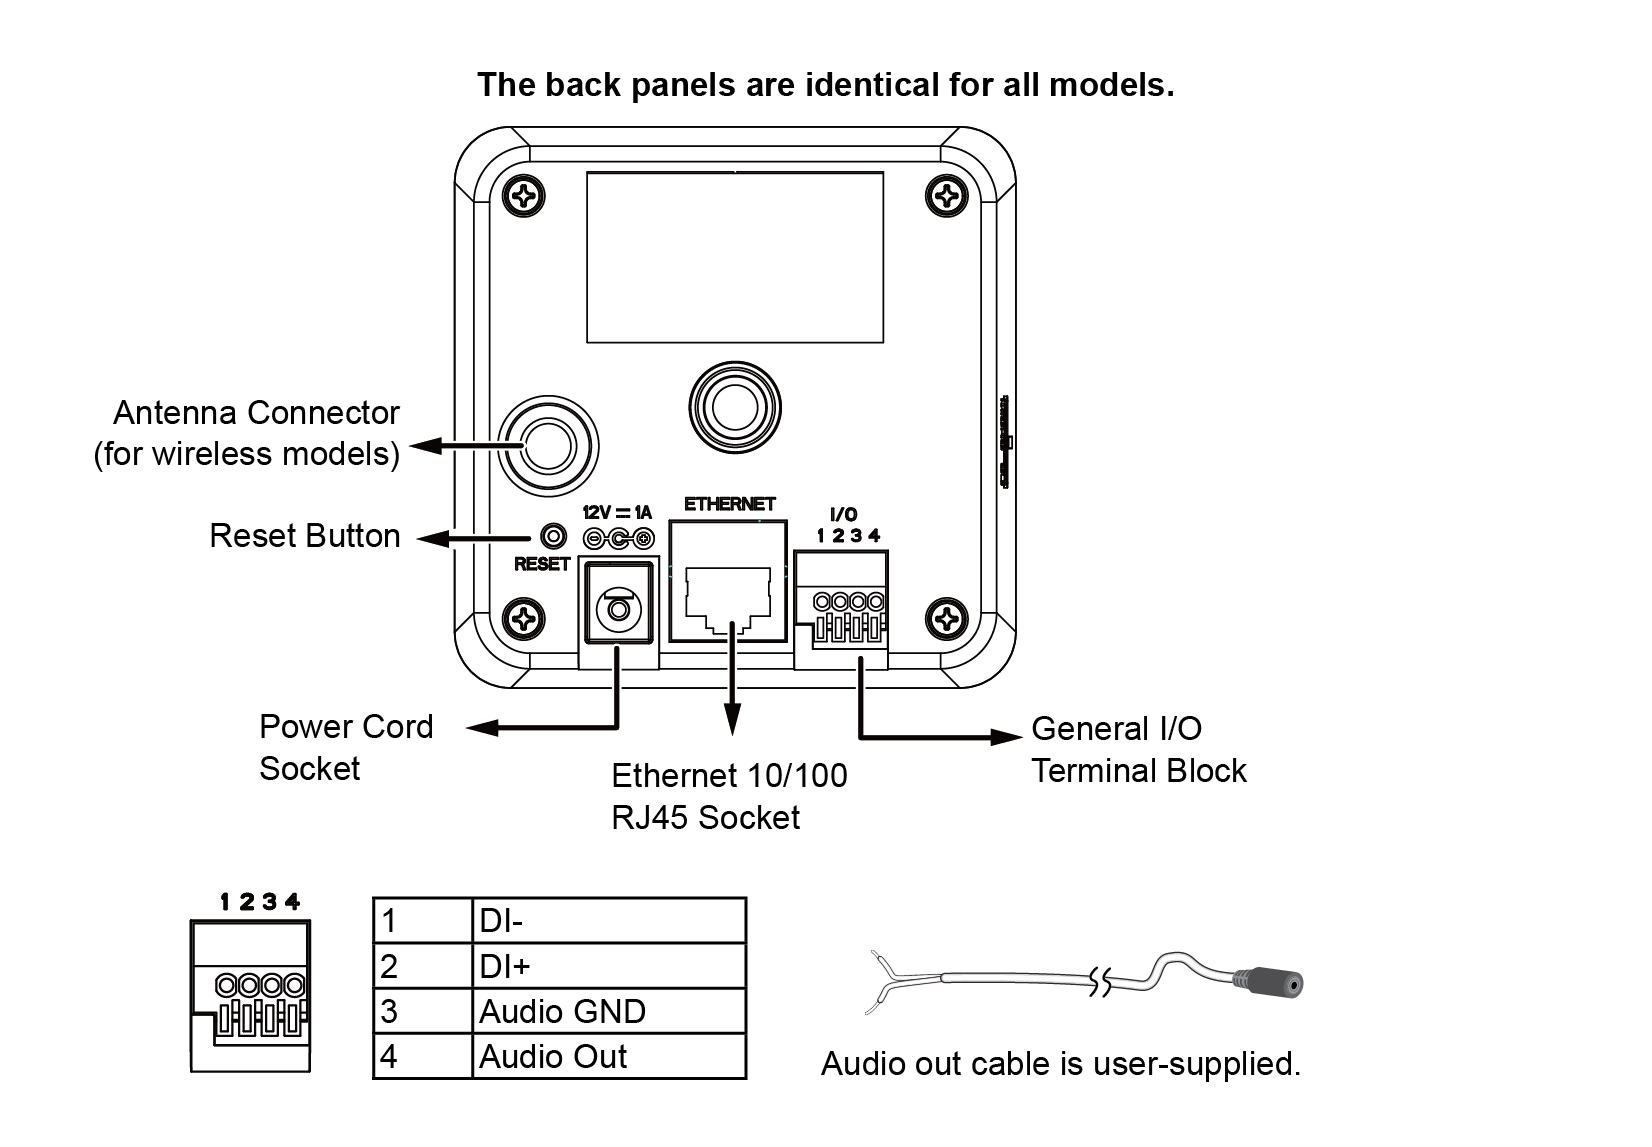 The back panels are identical for all models.
Antenna Connector
(for wireless models)
Reset Button
RESET
12V ⎓ 1A
ETHERNET
I/O
1 2 3 4
Power Cord
Socket
Ethernet 10/100
RJ45 Socket
General I/O
Terminal Block
1 2 3 4
1 DI-
2 DI+
3 Audio GND
4 Audio Out
Audio out cable is user-supplied.